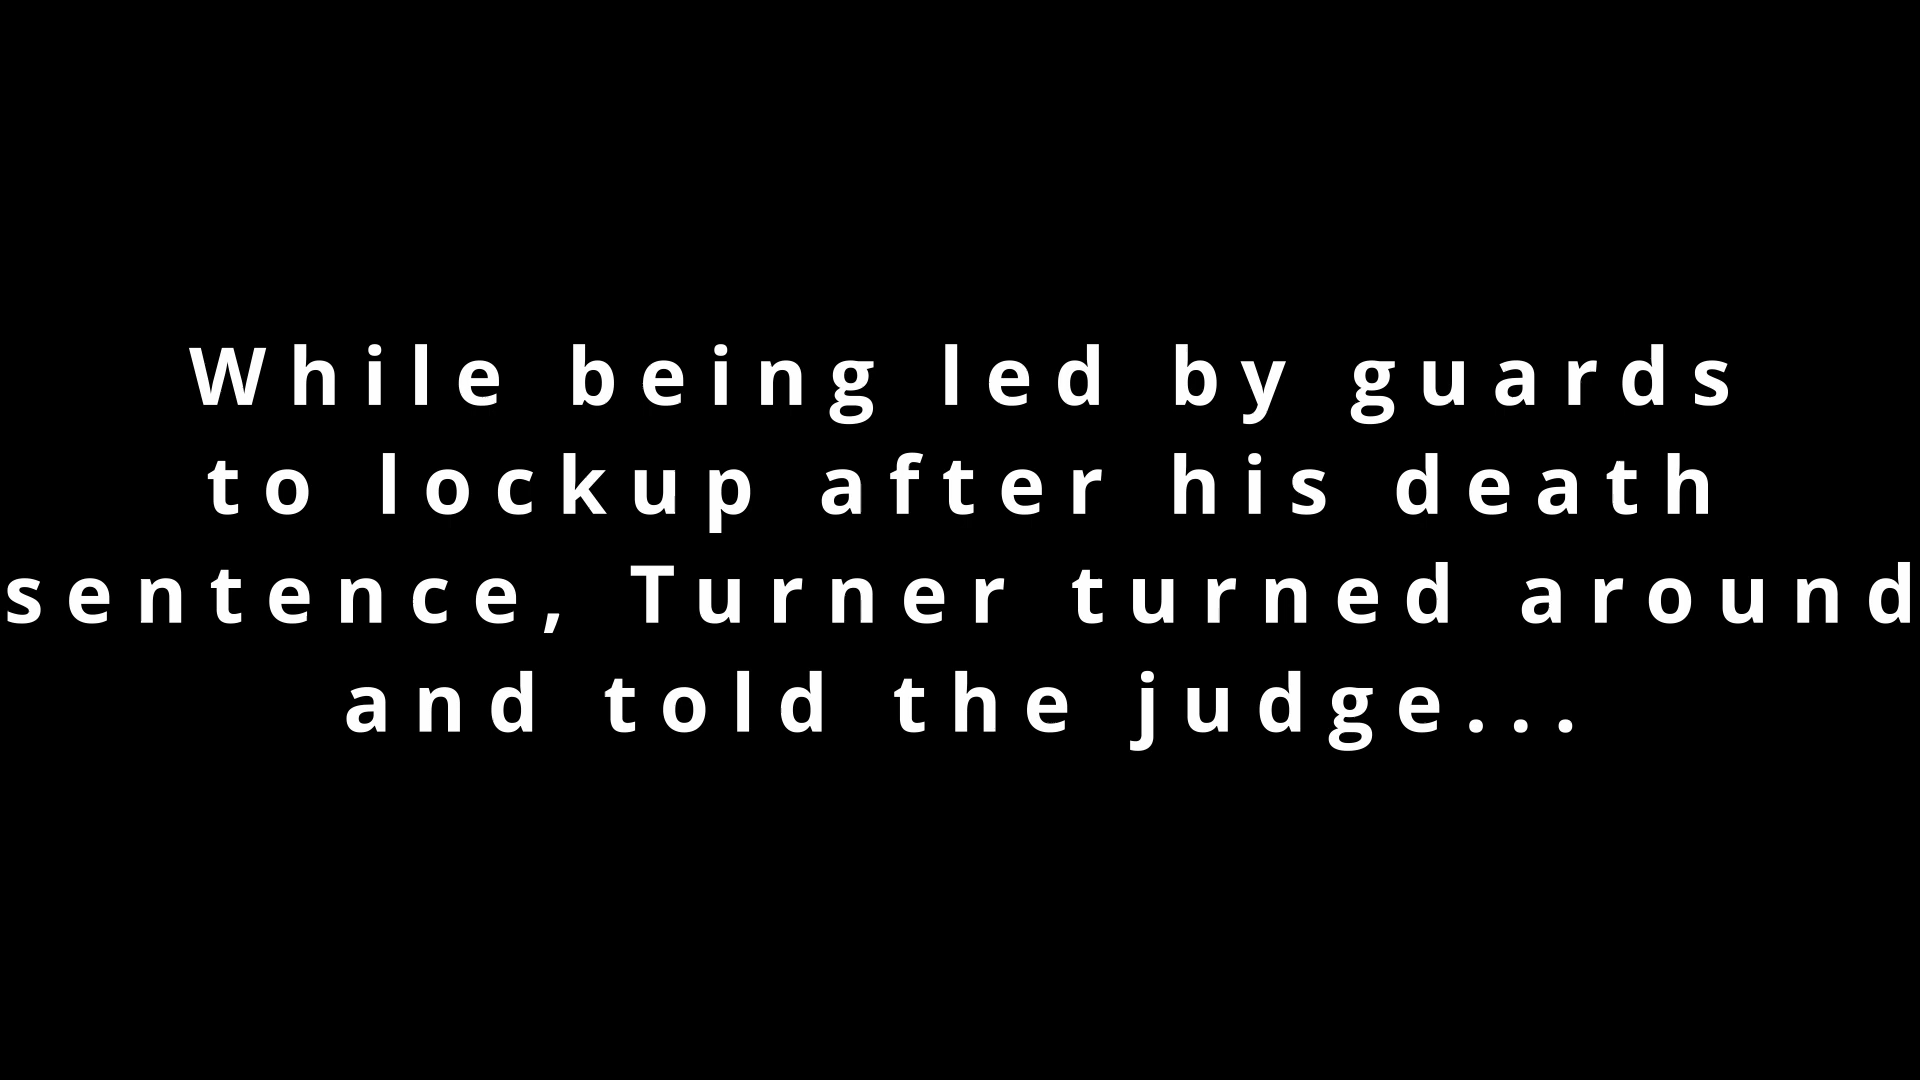 While being led by guards
to lockup after his death
sentence, Turner turned around
and told the judge...